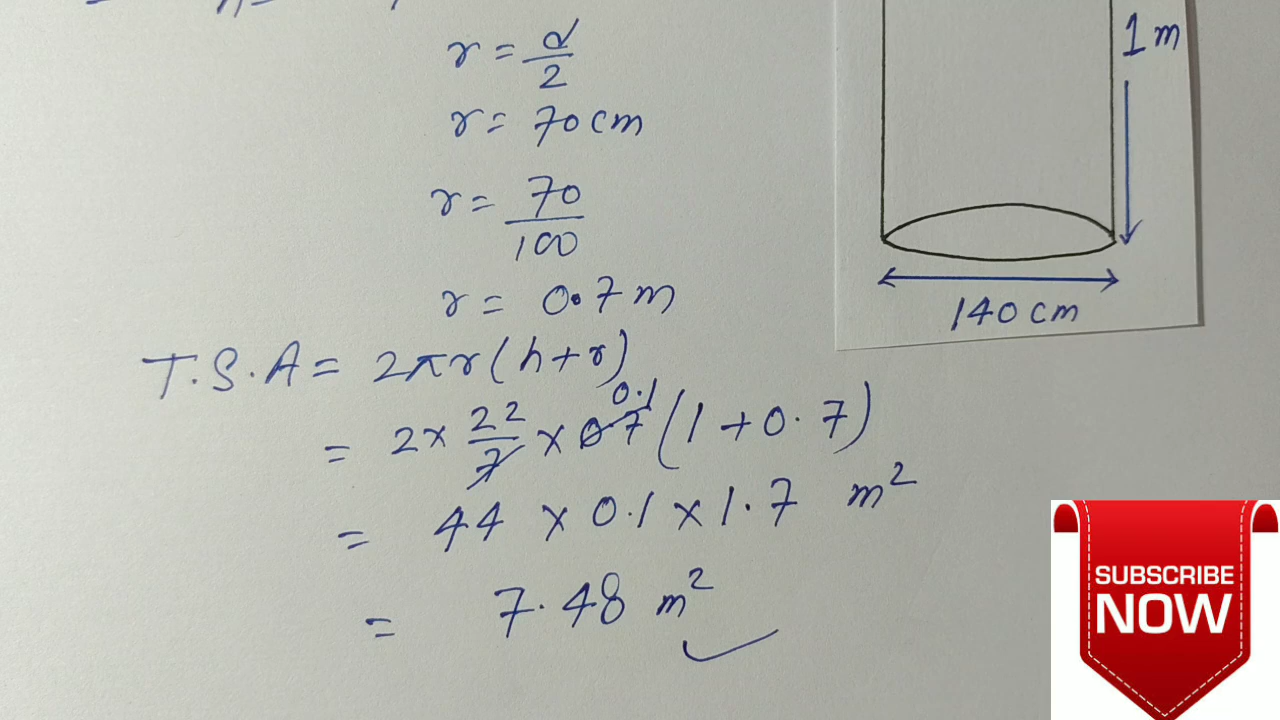 r = d/2
r = 70 cm
r = 70/100
r = 0.7 m
T.S.A = 2πr(h+r)
= 2 × 22/7 × 0.7 (1+0.7)
0.1
= 44 × 0.1 × 1.7 m²
= 7.48 m²
1 m
140 cm
SUBSCRIBE
NOW